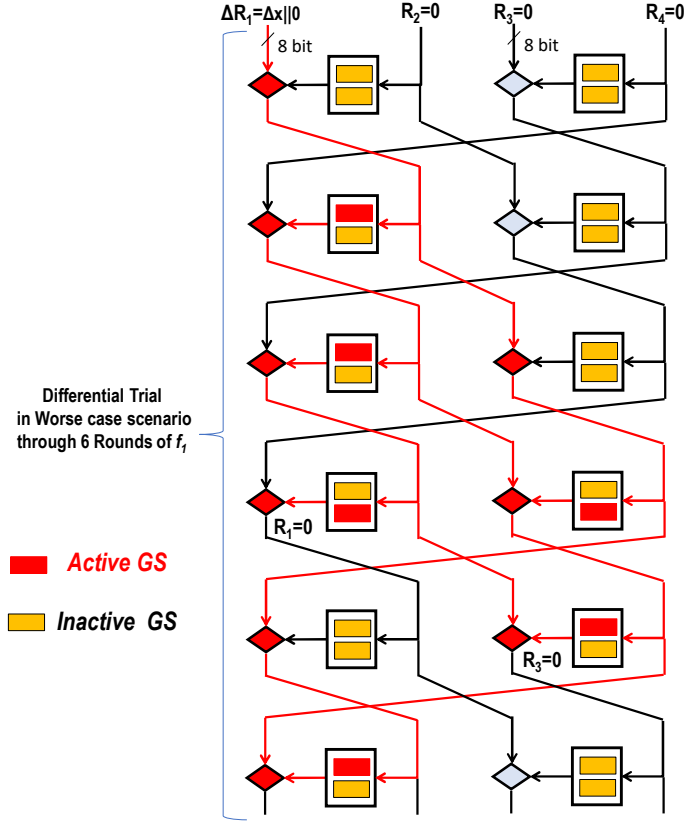 ΔR₁=Δx||0
R₂=0
R₃=0
R₄=0
8 bit
8 bit
Differential Trial
in Worse case scenario
through 6 Rounds of f₁
R₁=0
Active GS
Inactive GS
R₃=0